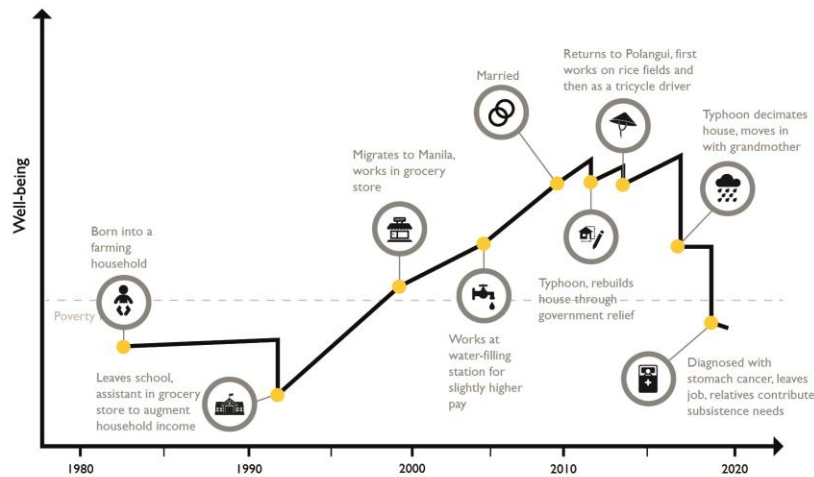 Well-being
Born into a
farming
household
Poverty
Leaves school,
assistant in grocery
store to augment
household income
Migrates to Manila,
works in grocery
store
Works at
water-filling
station for
slightly higher
pay
Married
Typhoon, rebuilds
house through
government relief
Returns to Polangui, first
works on rice fields and
then as a tricycle driver
Typhoon decimates
house, moves in
with grandmother
Diagnosed with
stomach cancer, leaves
job, relatives contribute
subsistence needs
1980
1990
2000
2010
2020